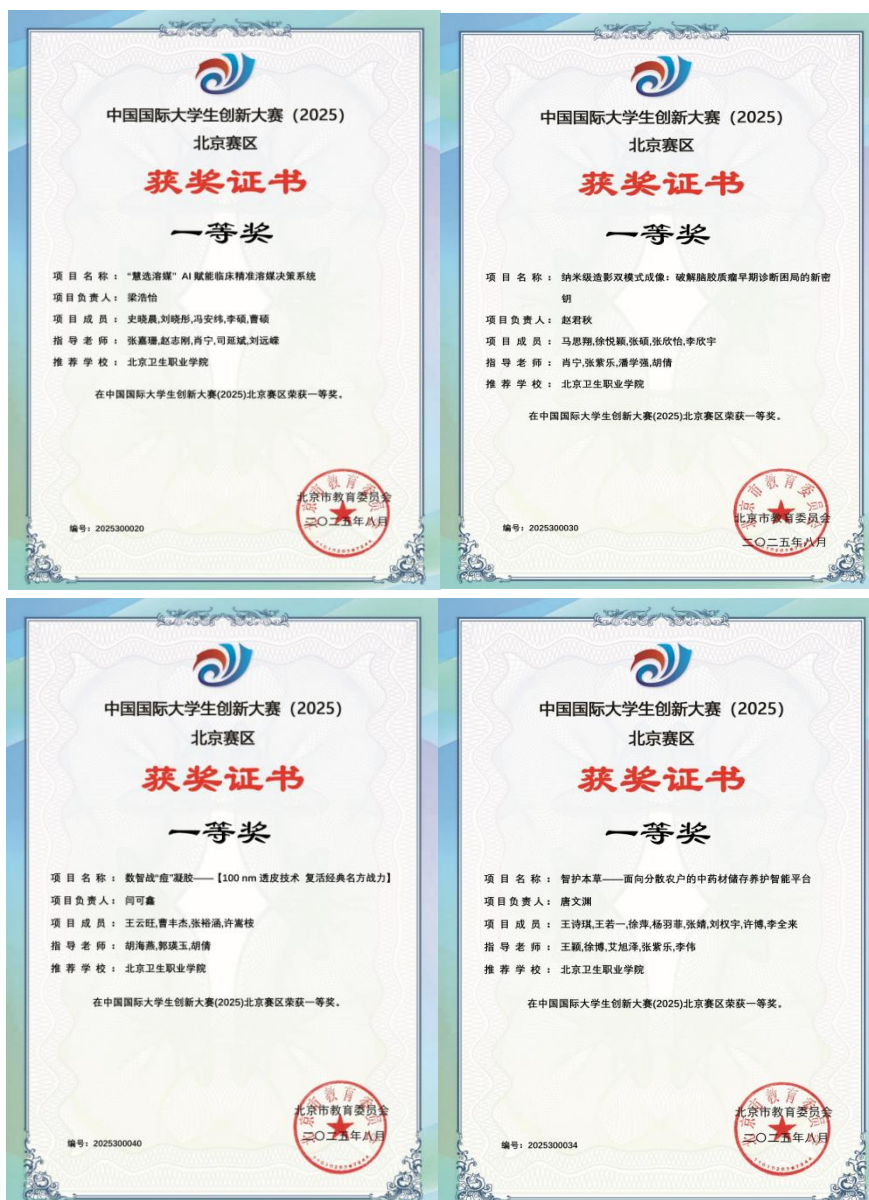 中国国际大学生创新大赛（2025）
北京赛区
获奖证书
一等奖
项目名称：“慧选溶媒”AI赋能临床精准溶媒决策系统
项目负责人：梁浩怡
项目成员：史晓晨,刘晓彤,冯安纬,李硕,曹硕
指导老师：张嘉珊,赵志刚,肖宁,司延斌,刘远嵘
推荐学校：北京卫生职业学院
在中国国际大学生创新大赛(2025)北京赛区荣获一等奖。
北京市教育委员会
二〇二五年八月
编号：2025300020
中国国际大学生创新大赛（2025）
北京赛区
获奖证书
一等奖
项目名称：纳米级造影双模式成像：破解脑胶质瘤早期诊断困局的新密
钥
项目负责人：赵君秋
项目成员：马思翔,徐悦颖,张硕,张欣怡,李欣宇
指导老师：肖宁,张紫乐,潘学强,胡倩
推荐学校：北京卫生职业学院
在中国国际大学生创新大赛(2025)北京赛区荣获一等奖。
北京市教育委员会
编号：2025300030
二〇二五年八月
中国国际大学生创新大赛（2025）
北京赛区
获奖证书
一等奖
项目名称：数智战“痘”凝胶——【100 nm 透皮技术 复活经典名方战力】
项目负责人：闫可鑫
项目成员：王云旺,曹丰杰,张裕涵,许嵩桉
指导老师：胡海燕,郭瑛玉,胡倩
推荐学校：北京卫生职业学院
在中国国际大学生创新大赛(2025)北京赛区荣获一等奖。
北京市教育委员会
二〇二五年八月
编号：2025300040
中国国际大学生创新大赛（2025）
北京赛区
获奖证书
一等奖
项目名称：智护本草——面向分散农户的中药材储存养护智能平台
项目负责人：唐文渊
项目成员：王诗琪,王若一,徐萍,杨羽菲,张婧,刘权宇,许博,李全来
指导老师：王颖,徐博,艾旭泽,张紫乐,李伟
推荐学校：北京卫生职业学院
在中国国际大学生创新大赛(2025)北京赛区荣获一等奖。
北京市教育委员会
二〇二五年八月
编号：2025300034